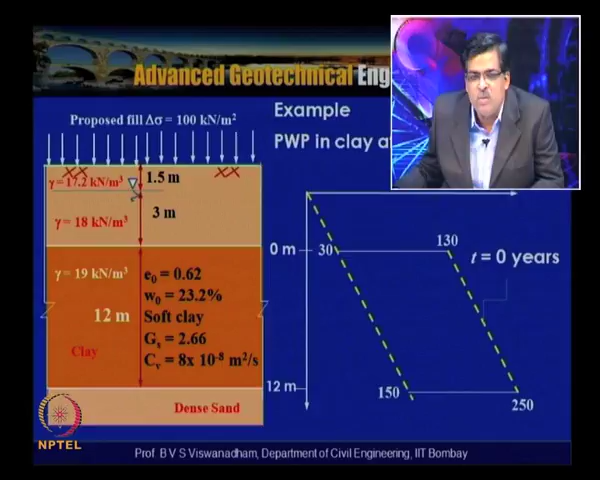 Advanced Geotechnical Eng
Proposed fill Δσ = 100 kN/m²
Example
PWP in clay a
γ = 17.2 kN/m³
1.5 m
γ = 18 kN/m³
3 m
γ = 19 kN/m³
e₀ = 0.62
w₀ = 23.2%
12 m
Soft clay
Gₛ = 2.66
Clay
Cᵥ = 8x 10⁻⁸ m²/s
Dense Sand
0 m
30
130
t = 0 years
12 m
150
250
NPTEL
Prof. B V S Viswanadham, Department of Civil Engineering, IIT Bombay